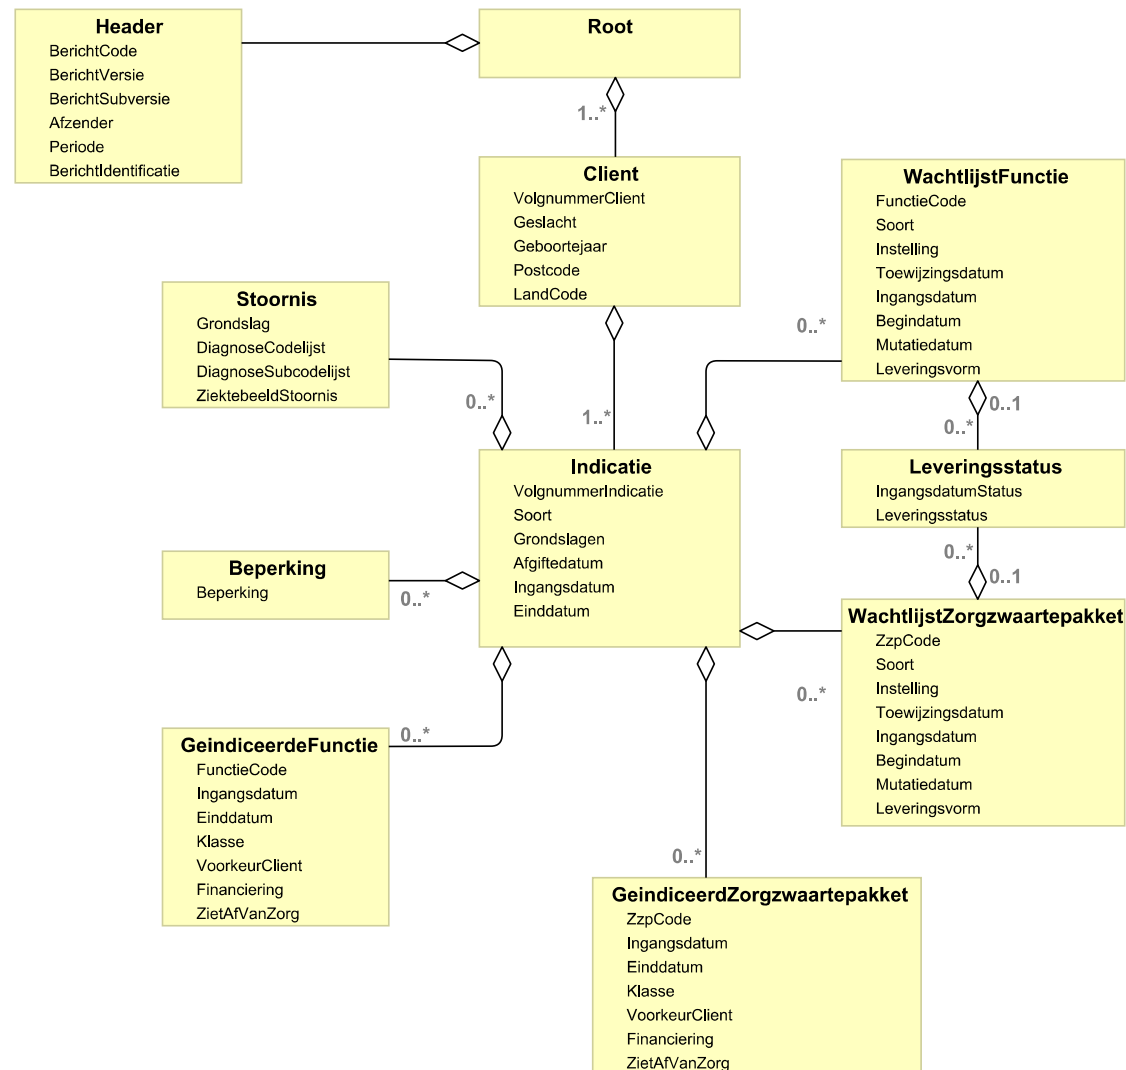 Header
BerichtCode
BerichtVersie
BerichtSubversie
Afzender
Periode
BerichtIdentificatie
Root
1..*
Client
VolgnummerClient
Geslacht
Geboortejaar
Postcode
LandCode
WachtlijstFunctie
FunctieCode
Soort
Instelling
Toewijzingsdatum
Ingangsdatum
Begindatum
Mutatiedatum
Leveringsvorm
Stoornis
Grondslag
DiagnoseCodelijst
DiagnoseSubcodelijst
ZiektebeeldStoornis
0..*
0..*
1..*
0..1
0..*
Indicatie
VolgnummerIndicatie
Soort
Grondslagen
Afgiftedatum
Ingangsdatum
Einddatum
Leveringsstatus
IngangsdatumStatus
Leveringsstatus
0..*
0..1
Beperking
Beperking
0..*
WachtlijstZorgzwaartepakket
ZzpCode
Soort
Instelling
Toewijzingsdatum
Ingangsdatum
Begindatum
Mutatiedatum
Leveringsvorm
0..*
0..*
GeindiceerdeFunctie
FunctieCode
Ingangsdatum
Einddatum
Klasse
VoorkeurClient
Financiering
ZietAfVanZorg
0..*
GeindiceerdZorgzwaartepakket
ZzpCode
Ingangsdatum
Einddatum
Klasse
VoorkeurClient
Financiering
ZietAfVanZorg